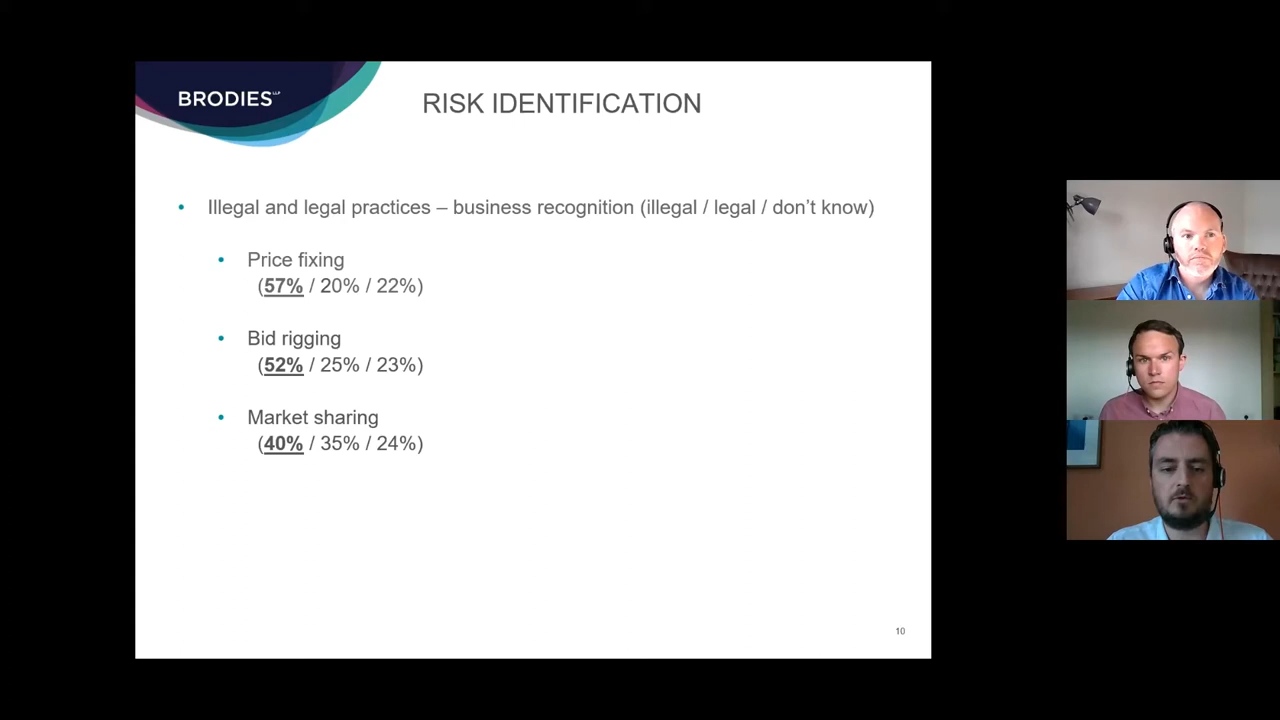 BRODIES LLP
RISK IDENTIFICATION
• Illegal and legal practices – business recognition (illegal / legal / don’t know)
• Price fixing
(57% / 20% / 22%)
• Bid rigging
(52% / 25% / 23%)
• Market sharing
(40% / 35% / 24%)
10